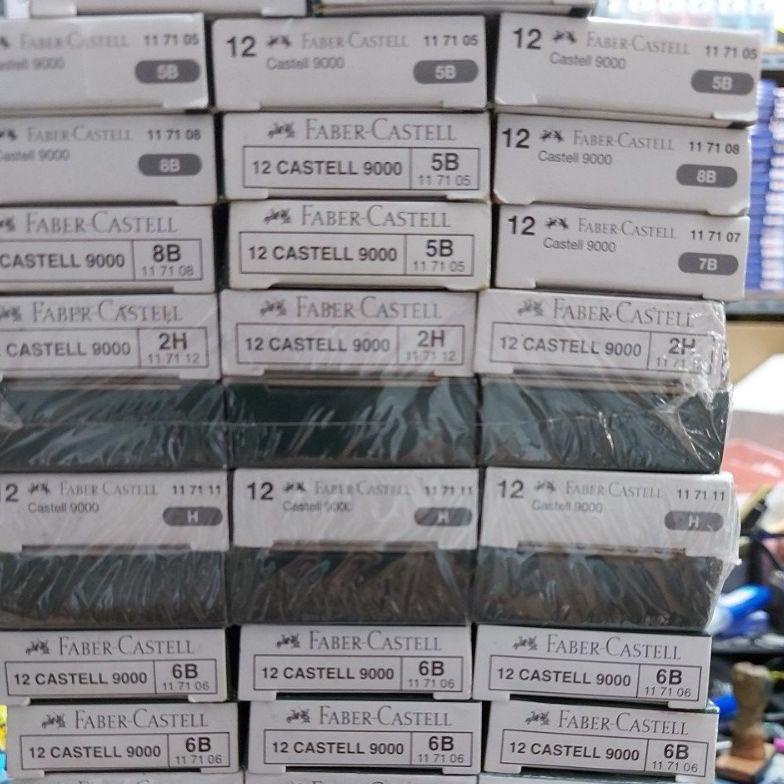 FABER-CASTELL 11 71 05
Castell 9000 5B
12 FABER-CASTELL 11 71 05
Castell 9000 5B
12 FABER-CASTELL 11 71 05
Castell 9000 5B
FABER-CASTELL 11 71 08
Castell 9000 8B
FABER-CASTELL
12 CASTELL 9000 5B
11 71 05
12 FABER-CASTELL 11 71 08
Castell 9000 8B
FABER-CASTELL
CASTELL 9000 8B
11 71 08
FABER-CASTELL
12 CASTELL 9000 5B
11 71 05
12 FABER-CASTELL 11 71 07
Castell 9000 7B
FABER-CASTELL
CASTELL 9000 2H
11 71 12
FABER-CASTELL
12 CASTELL 9000 2H
11 71 12
FABER-CASTELL
12 CASTELL 9000 2H
11 71
12 FABER-CASTELL 11 71 11
Castell 9000 H
12 FABER-CASTELL 11 71 11
Castell 9000 H
12 FABER-CASTELL 11 71 11
Castell 9000 H
FABER-CASTELL
12 CASTELL 9000 6B
11 71 06
FABER-CASTELL
12 CASTELL 9000 6B
11 71 06
FABER-CASTELL
12 CASTELL 9000 6B
11 71 06
FABER-CASTELL
12 CASTELL 9000 6B
11 71 06
FABER-CASTELL
12 CASTELL 9000 6B
11 71 06
FABER-CASTELL
12 CASTELL 9000 6B
11 71 06